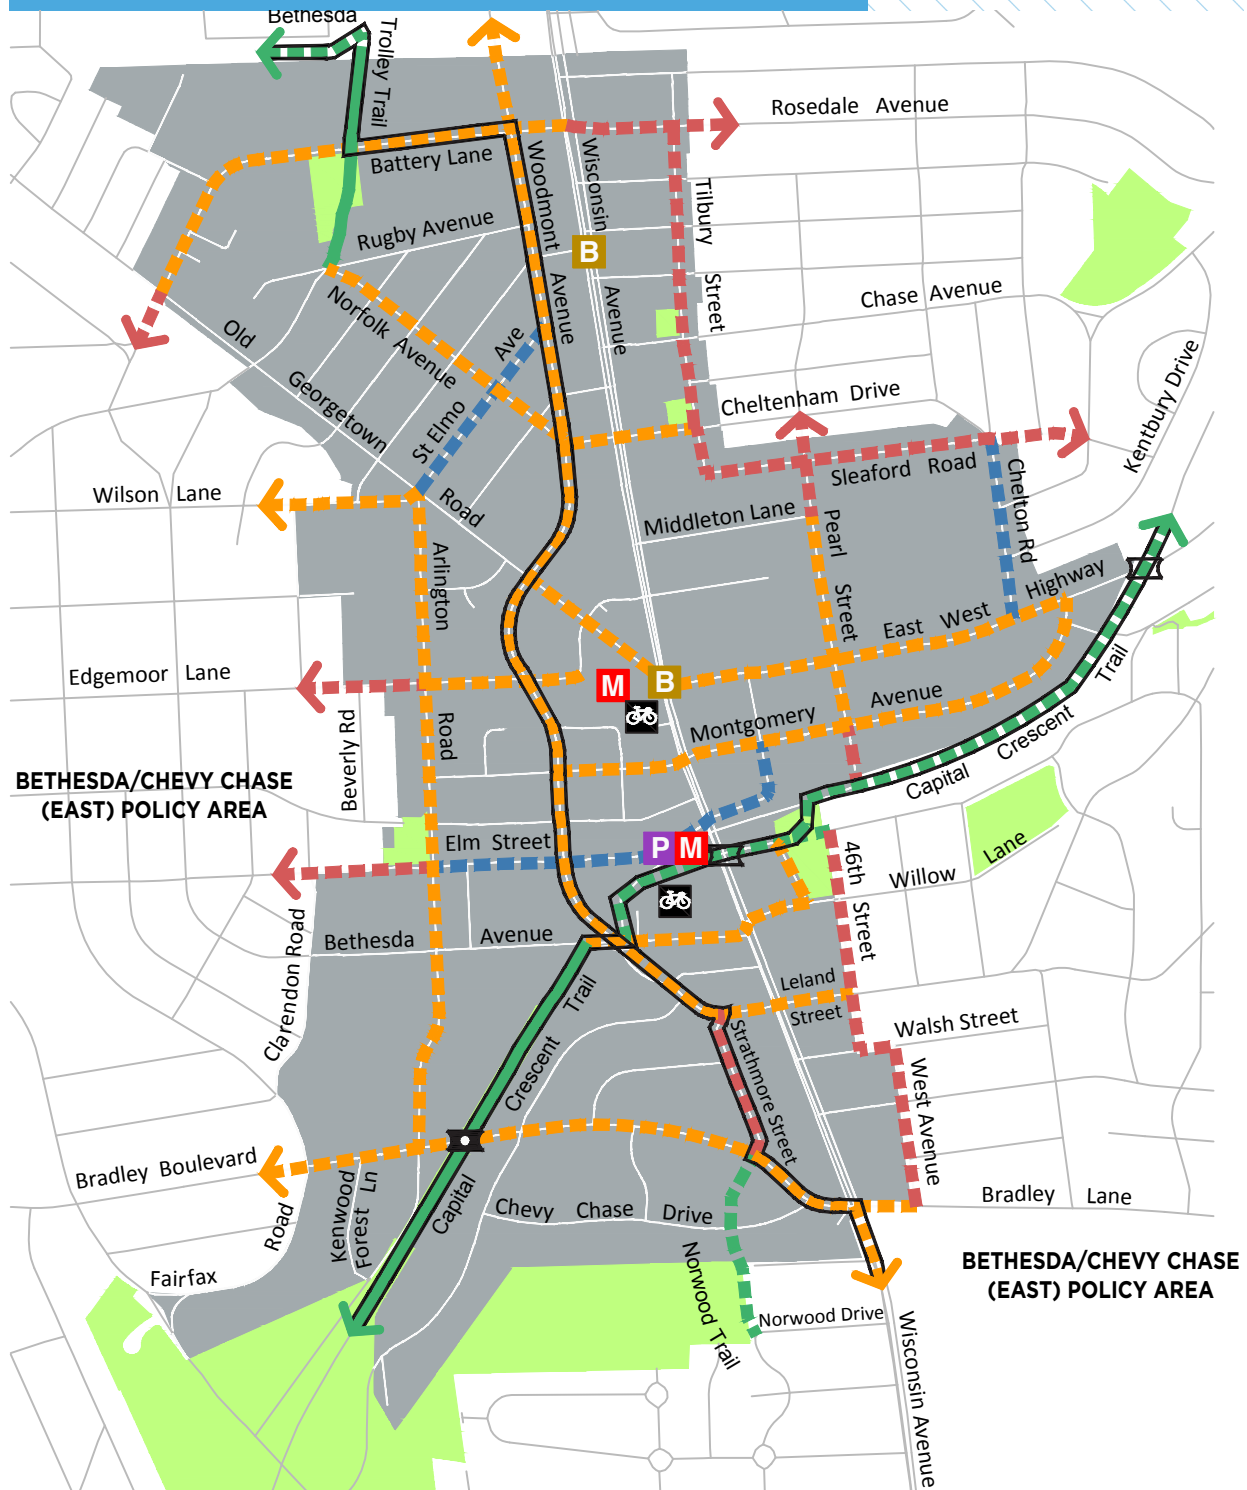 Bethesda
Trolley Trail
Rosedale Avenue
Battery Lane
Woodmont
Avenue
Wisconsin
Avenue
Tilbury
Street
Rugby Avenue
B
Chase Avenue
Norfolk Avenue
Old
Georgetown
Road
St Elmo Ave
Cheltenham Drive
Kentbury Drive
Sleaford Road
Chelton Rd
Wilson Lane
Middleton Lane
Pearl
Street
Arlington
Road
East West Highway
Edgemoor Lane
M
B
Beverly Rd
Montgomery Avenue
Capital Crescent Trail
BETHESDA/CHEVY CHASE
(EAST) POLICY AREA
Elm Street
P
M
46th
Street
Willow Lane
Bethesda Avenue
Clarendon Road
Leland
Street
Walsh Street
Strathmore Street
West Avenue
Capital Crescent Trail
Bradley Boulevard
Kenwood
Forest Ln
Chevy Chase Drive
Bradley Lane
Fairfax Road
Norwood Trail
Norwood Drive
BETHESDA/CHEVY CHASE
(EAST) POLICY AREA
Wisconsin Avenue